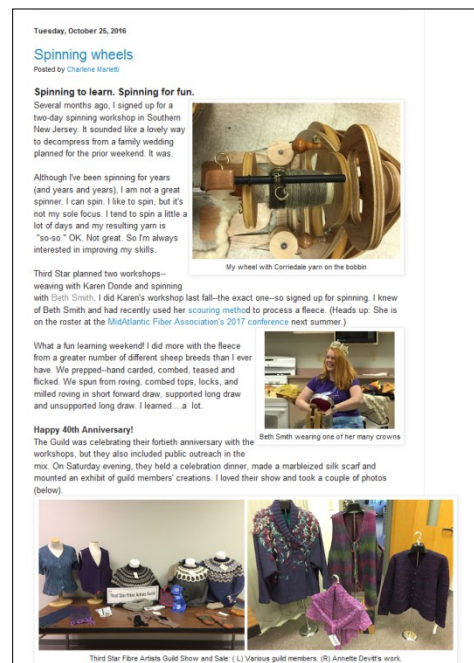 Tuesday, October 25, 2016
Spinning wheels
Posted by Charlene Marietti
Spinning to learn. Spinning for fun.
Several months ago, I signed up for a
two-day spinning workshop in Southern
New Jersey. It sounded like a lovely way
to decompress from a family wedding
planned for the prior weekend. It was.
Although I've been spinning for years
(and years and years), I am not a great
spinner. I can spin. I like to spin, but it's
not my sole focus. I tend to spin a little a
lot of days and my resulting yarn is
"so-so." OK. Not great. So I'm always
interested in improving my skills.
My wheel with Corriedale yarn on the bobbin
Third Star planned two workshops--
weaving with Karen Donde and spinning
with Beth Smith. I did Karen's workshop last fall--the exact one--so signed up for spinning. I knew
of Beth Smith and had recently used her scouring method to process a fleece. (Heads up: She is
on the roster at the MidAtlantic Fiber Association's 2017 conference next summer.)
What a fun learning weekend! I did more with the fleece
from a greater number of different sheep breeds than I ever
have. We prepped--hand carded, combed, teased and
flicked. We spun from roving, combed tops, locks, and
milled roving in short forward draw, supported long draw
and unsupported long draw. I learned....a lot.
Beth Smith wearing one of her many crowns
Happy 40th Anniversary!
The Guild was celebrating their fortieth anniversary with the
workshops, but they also included public outreach in the
mix. On Saturday evening, they held a celebration dinner, made a marbleized silk scarf and
mounted an exhibit of guild members' creations. I loved their show and took a couple of photos
(below).
Third Star Fibre Artists Guild
Third Star Fibre Artists Guild Show and Sale: ( L) Various guild members. (R) Annette Devitt's work.